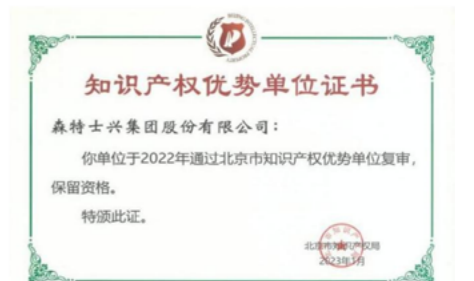 知识产权优势单位证书
森特士兴集团股份有限公司：
你单位于2022年通过北京市知识产权优势单位复审，
保留资格。
特颁此证。
北京市知识产权局
2023年1月